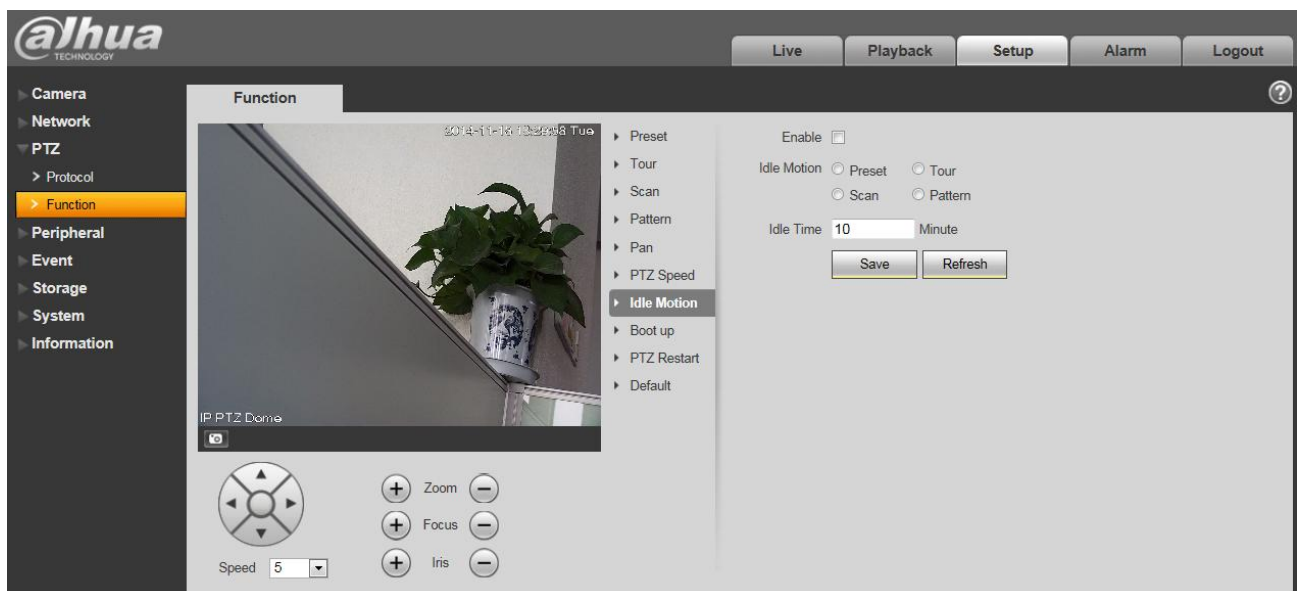 alhua
TECHNOLOGY
Live
Playback
Setup
Alarm
Logout
Camera
Network
PTZ
Protocol
Function
Peripheral
Event
Storage
System
Information
Function
Tue
IP PTZ Dome
Preset
Tour
Scan
Pattern
Pan
PTZ Speed
Idle Motion
Boot up
PTZ Restart
Default
Enable
Idle Motion Preset Tour
Scan Pattern
Idle Time 10 Minute
Save Refresh
Zoom
Focus
Iris
Speed 5